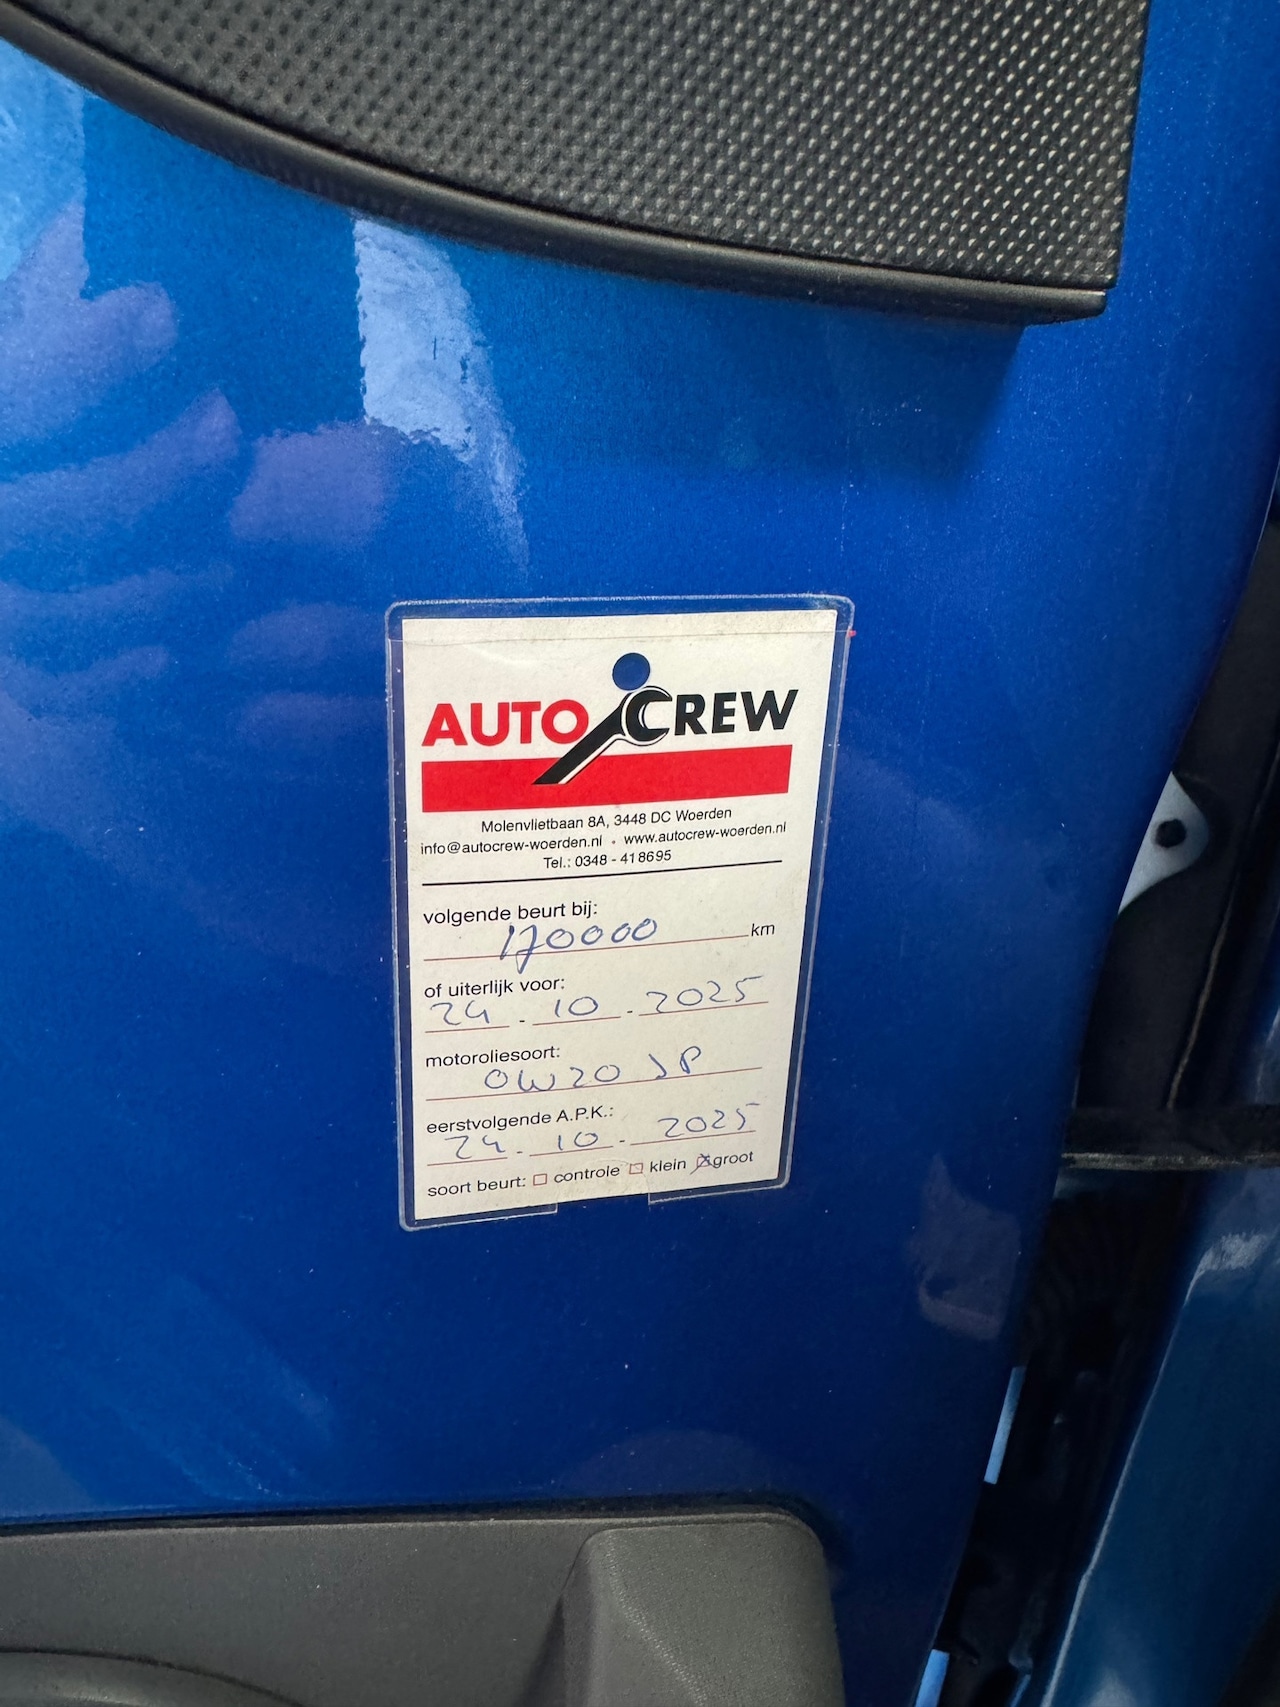 AUTO CREW
Molenvlietbaan 8A, 3448 DC Woerden
info@autocrew-woerden.nl • www.autocrew-woerden.nl
Tel.: 0348 - 418695
volgende beurt bij:
170000 km
of uiterlijk voor:
24 . 10 . 2025
motoroliesoort:
0W20 SP
eerstvolgende A.P.K.:
24 . 10 . 2025
soort beurt: controle klein groot